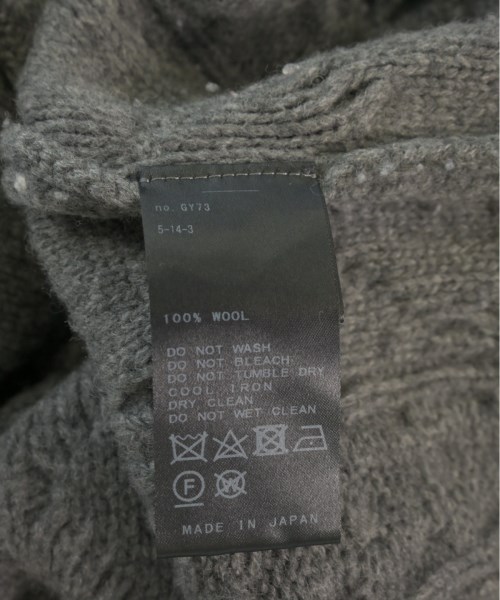 no. GY73
5-14-3
100% WOOL
DO NOT WASH
DO NOT BLEACH
DO NOT TUMBLE DRY
COOL IRON
DRY CLEAN
DO NOT WET CLEAN
F W
MADE IN JAPAN